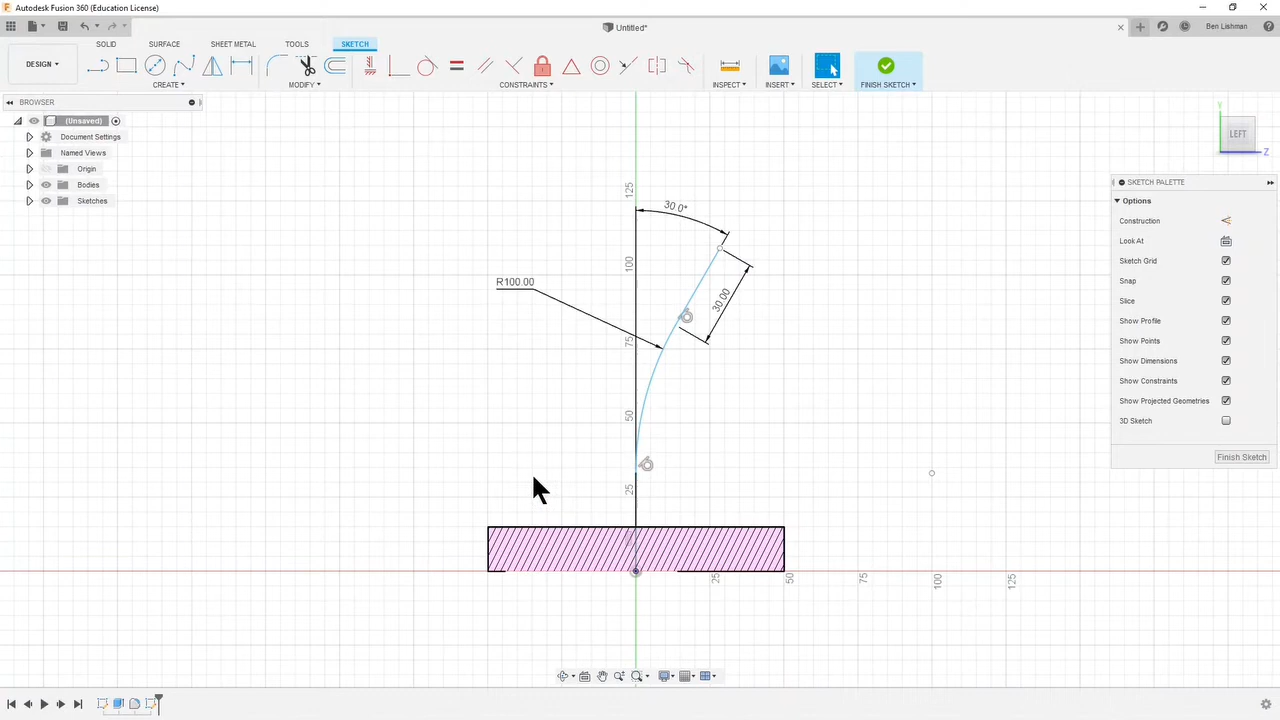 Autodesk Fusion 360 (Education License)
Untitled*
Ben Lishman
DESIGN
SOLID
SURFACE
SHEET METAL
TOOLS
SKETCH
CREATE
MODIFY
CONSTRAINTS
INSPECT
INSERT
SELECT
FINISH SKETCH
BROWSER
(Unsaved)
Document Settings
Named Views
Origin
Bodies
Sketches
Y
LEFT
Z
SKETCH PALETTE
Options
Construction
Look At
Sketch Grid
Snap
Slice
Show Profile
Show Points
Show Dimensions
Show Constraints
Show Projected Geometries
3D Sketch
Finish Sketch
125
30.0°
100
R100.00
30.00
75
50
25
25
50
75
100
125